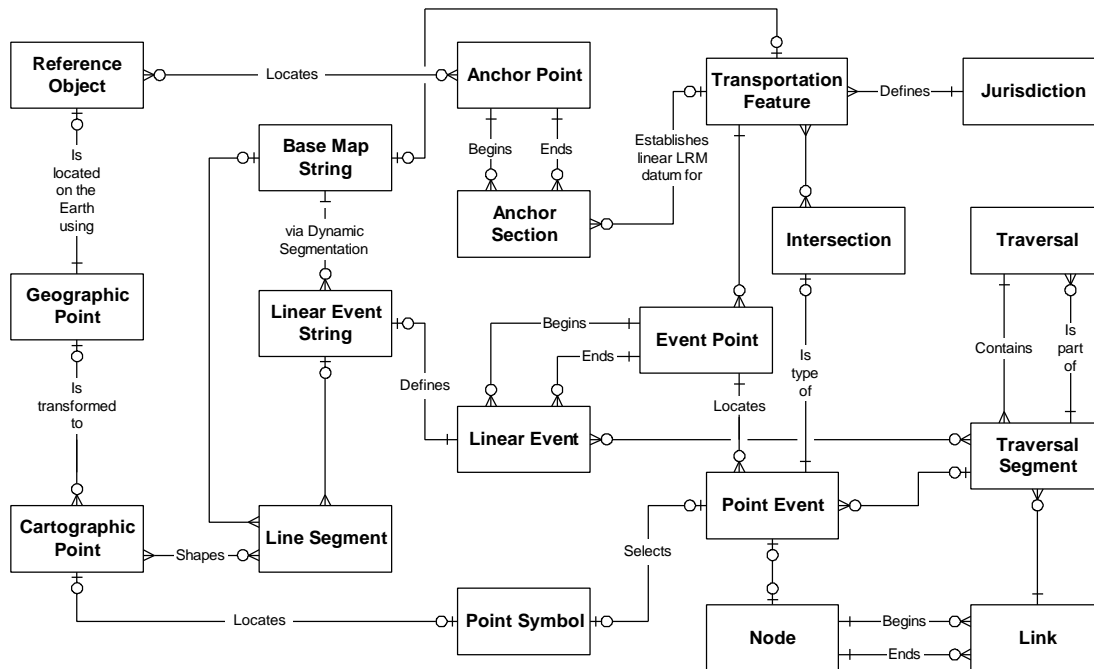 Reference
Object
Locates
Anchor Point
Transportation
Feature
Defines
Jurisdiction
Is
located
on the
Earth
using
Base Map
String
Begins
Ends
Establishes
linear LRM
datum for
via Dynamic
Segmentation
Anchor
Section
Intersection
Traversal
Geographic
Point
Linear Event
String
Begins
Ends
Event Point
Is
type
of
Contains
Is
part
of
Is
transformed
to
Defines
Linear Event
Locates
Traversal
Segment
Cartographic
Point
Shapes
Line Segment
Selects
Point Event
Locates
Point Symbol
Node
Begins
Ends
Link